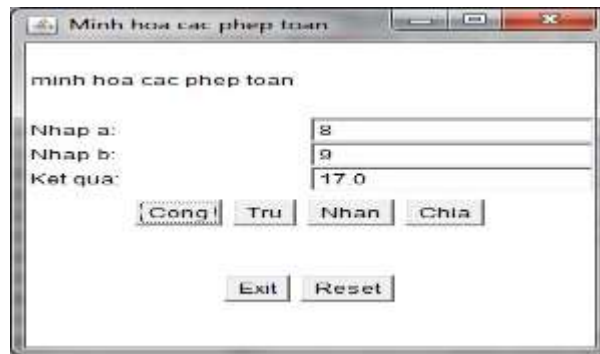 Minh hoa cac phep toan
minh hoa cac phep toan
Nhap a: 8
Nhap b: 9
Ket qua: 17.0
Cong Tru Nhan Chia
Exit Reset